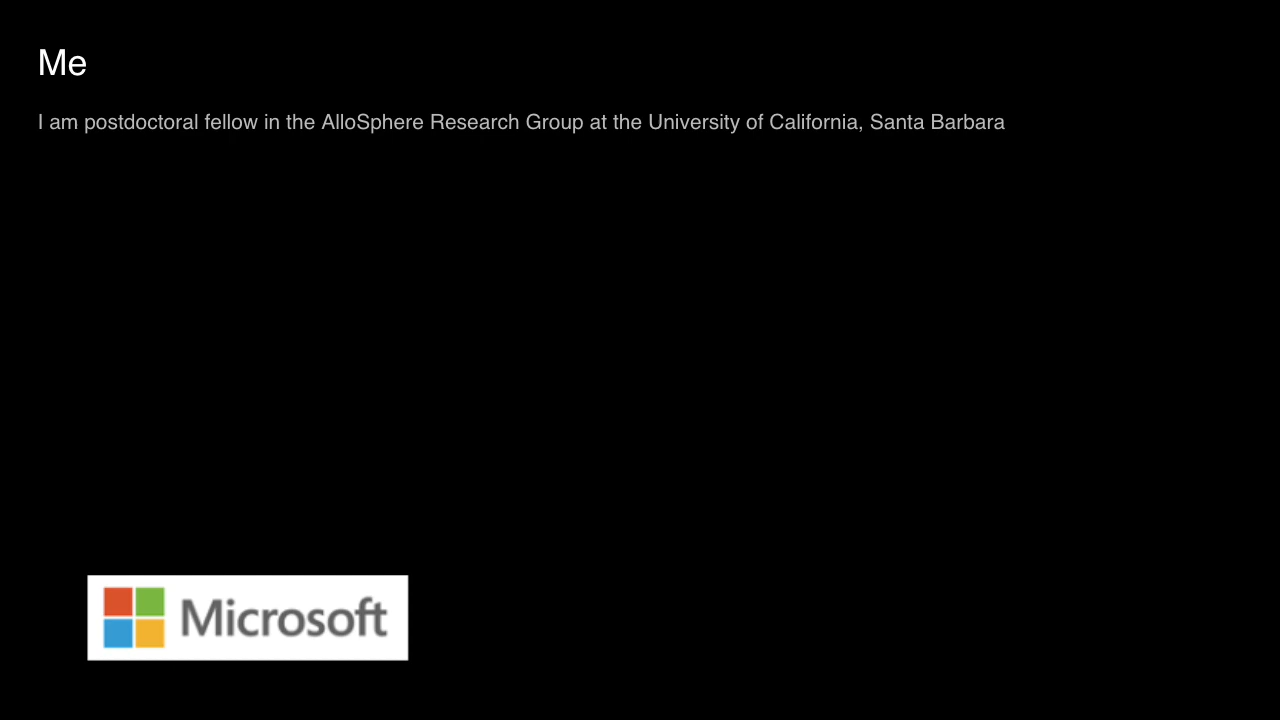 Me
I am postdoctoral fellow in the AlloSphere Research Group at the University of California, Santa Barbara
Microsoft